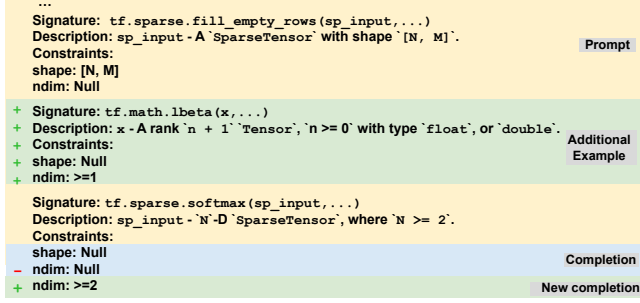 ...
Signature: tf.sparse.fill_empty_rows(sp_input,...)
Description: sp_input - A `SparseTensor` with shape `[N, M]`.
Constraints:
Prompt
shape: [N, M]
ndim: Null
+ Signature: tf.math.lbeta(x,...)
+ Description: x - A rank `n + 1` `Tensor`, `n >= 0` with type `float`, or `double`.
+ Constraints:
Additional
Example
+ shape: Null
+ ndim: >=1
Signature: tf.sparse.softmax(sp_input,...)
Description: sp_input - `N`-D `SparseTensor`, where `N >= 2`.
Constraints:
shape: Null
Completion
- ndim: Null
+ ndim: >=2
New completion